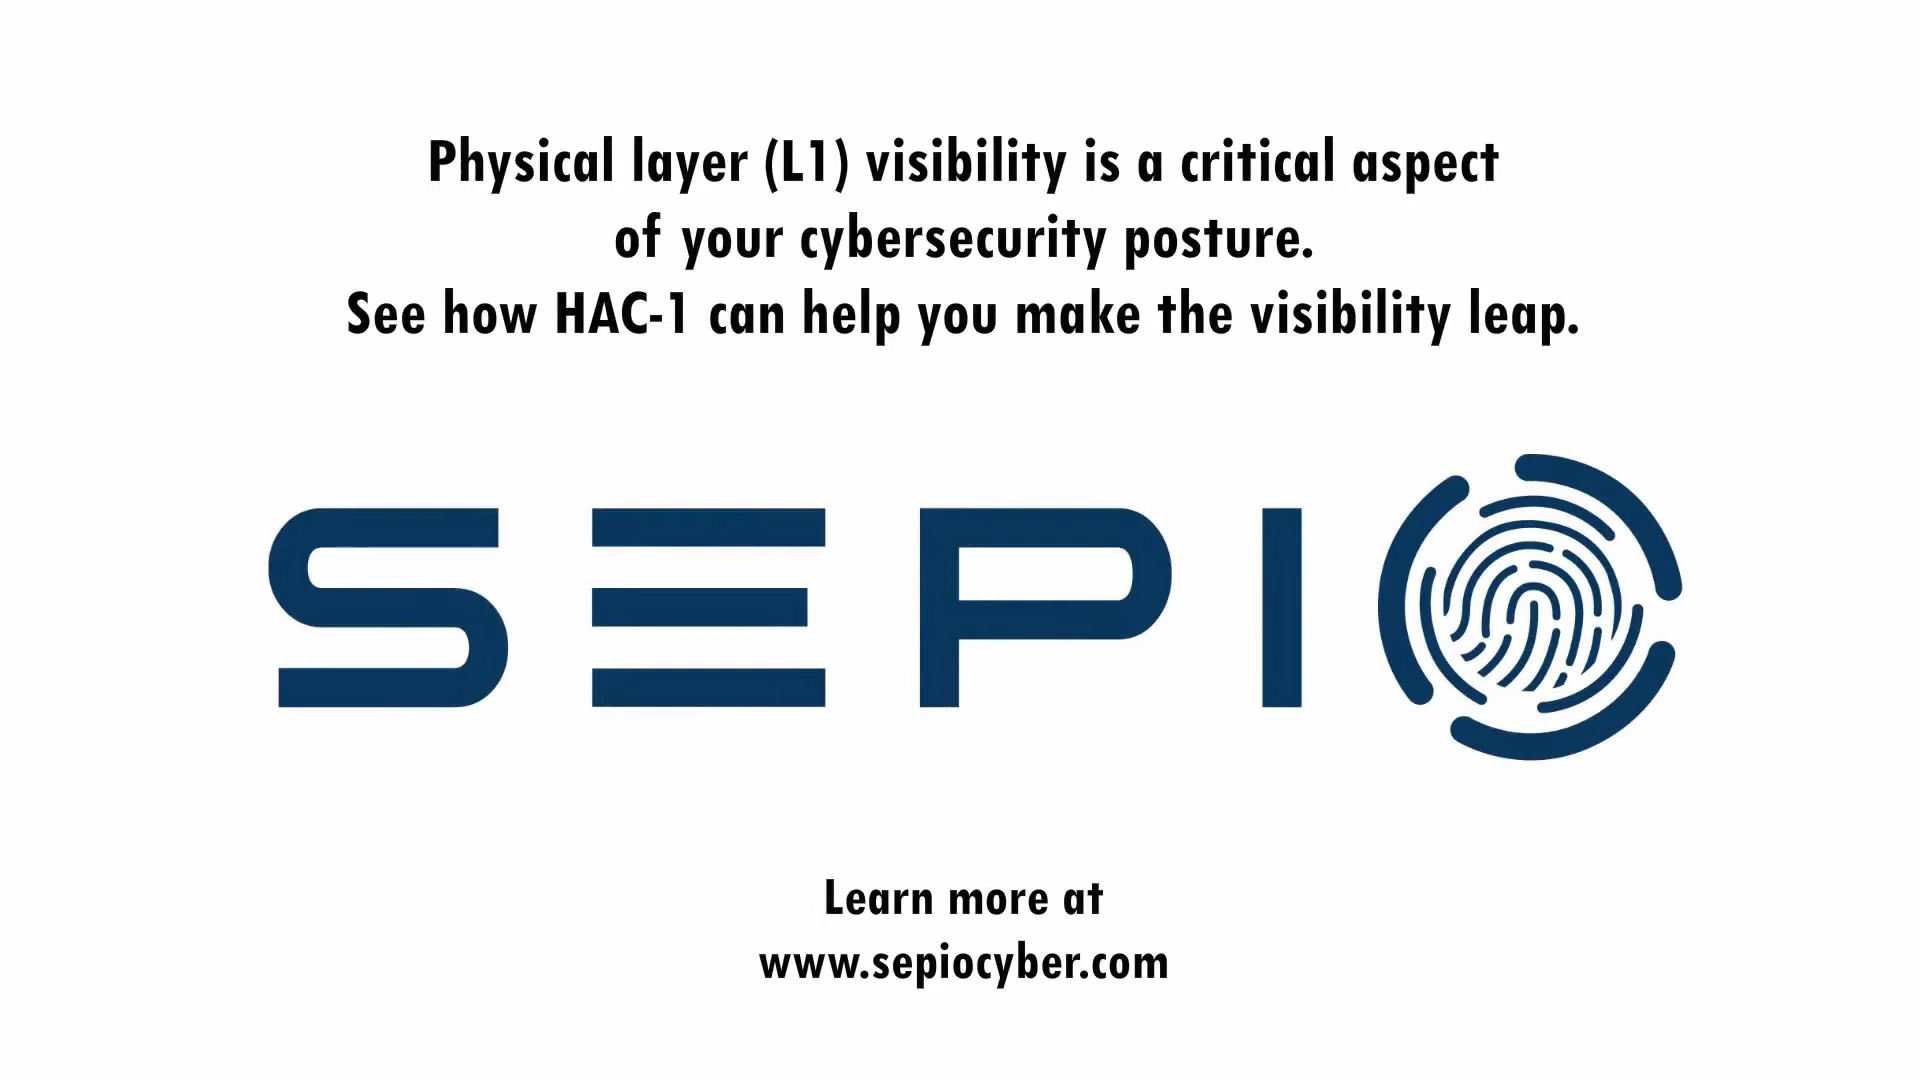 Physical layer (L1) visibility is a critical aspect
of your cybersecurity posture.
See how HAC-1 can help you make the visibility leap.
SEPIO
Learn more at
www.sepiocyber.com